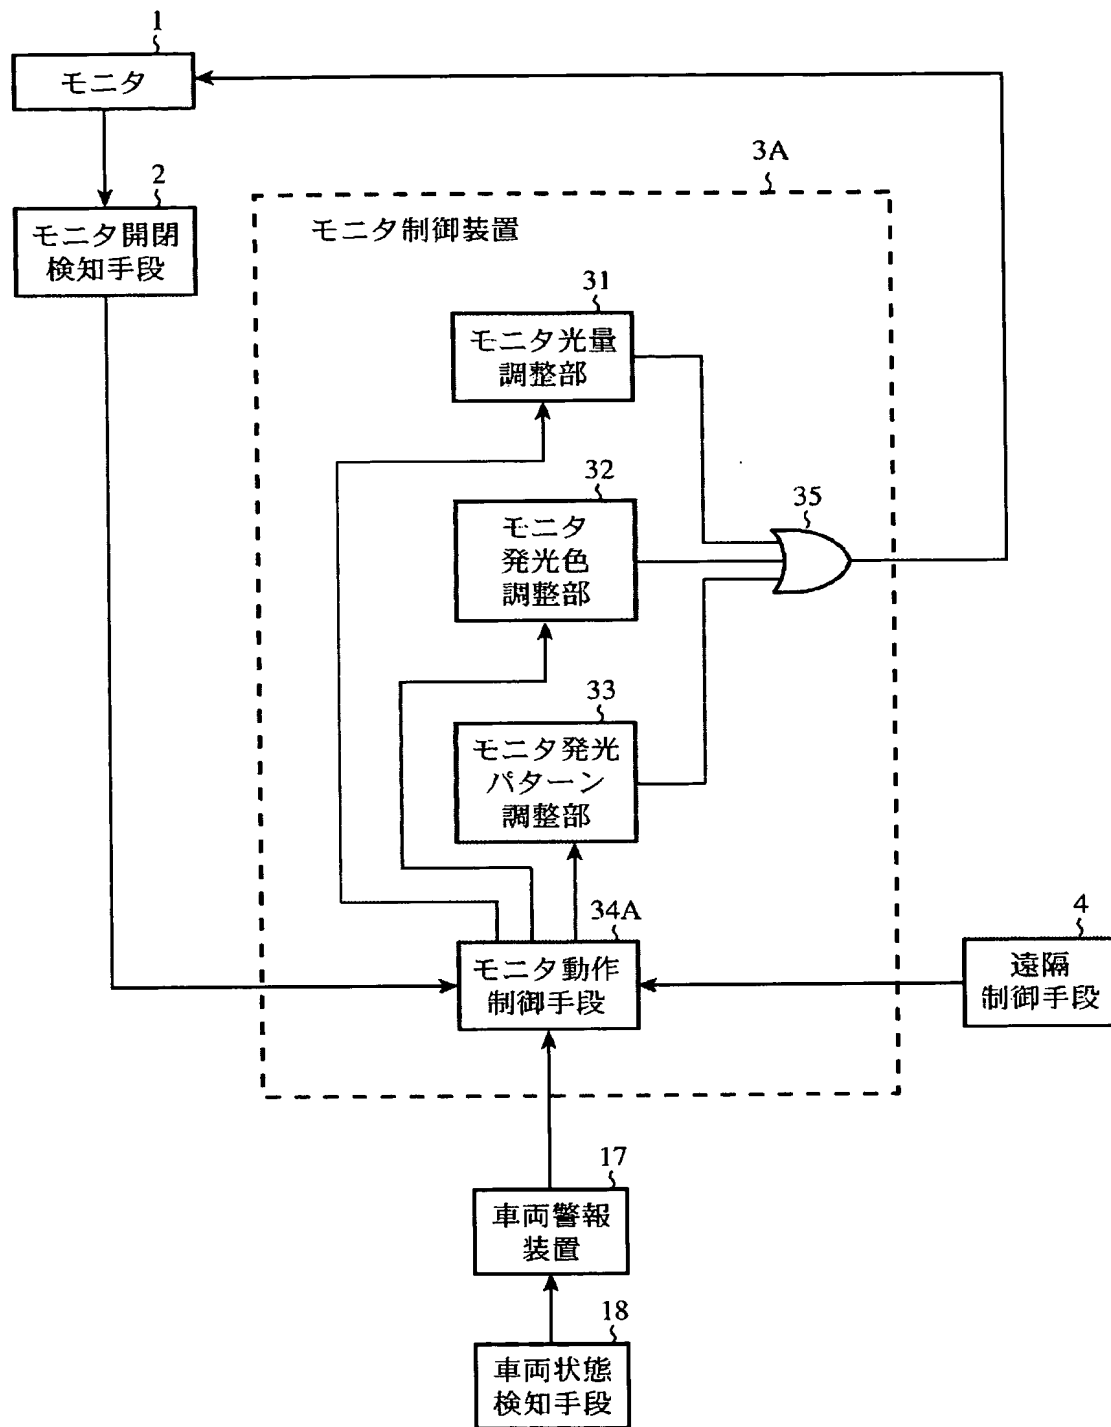 1
モニタ
2
モニタ開閉
検知手段
3A
モニタ制御装置
31
モニタ光量
調整部
32
モニタ
発光色
調整部
35
33
モニタ発光
パターン
調整部
34A
モニタ動作
制御手段
4
遠隔
制御手段
17
車両警報
装置
18
車両状態
検知手段